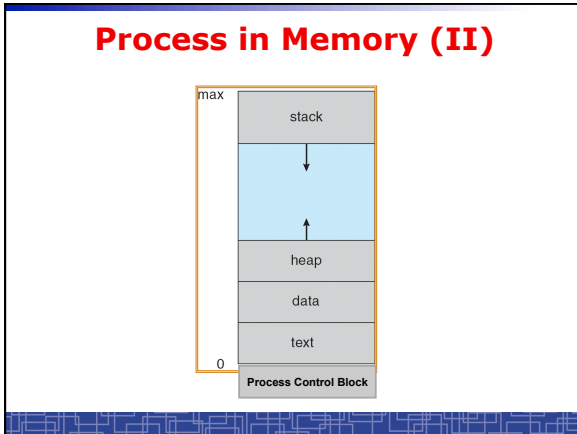 Process in Memory (II)
max
stack
heap
data
text
0
Process Control Block